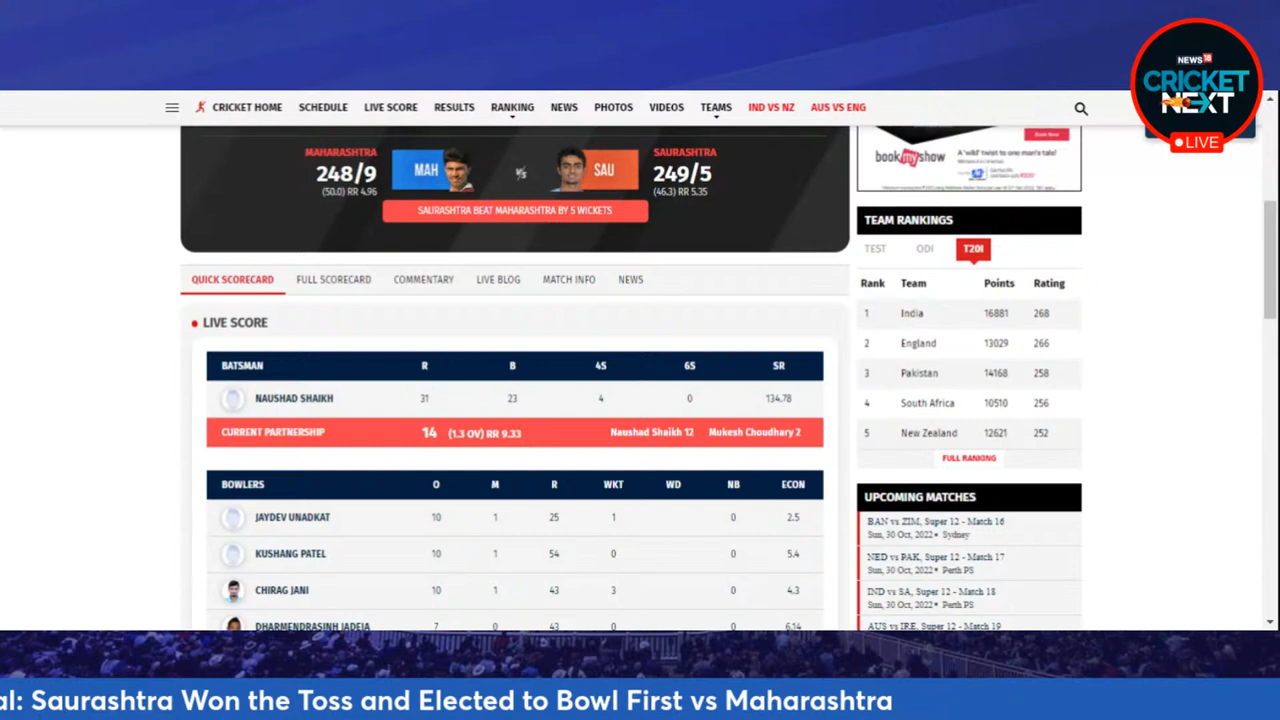 NEWS 18
CRICKET
NEXT
LIVE
CRICKET HOME SCHEDULE LIVE SCORE RESULTS RANKING NEWS PHOTOS VIDEOS TEAMS IND VS NZ AUS VS ENG
MAHARASHTRA
248/9
(50.0) RR 4.96
MAH
V/S
SAU
SAURASHTRA
249/5
(46.3) RR 5.35
SAURASHTRA BEAT MAHARASHTRA BY 5 WICKETS
Book Now
bookmyshow
A 'wild' twist to one man's tale!
QUICK SCORECARD FULL SCORECARD COMMENTARY LIVE BLOG MATCH INFO NEWS
LIVE SCORE
BATSMAN R B 4S 6S SR
NAUSHAD SHAIKH 31 23 4 0 134.78
CURRENT PARTNERSHIP 14 (1.3 OV) RR 9.33 Naushad Shaikh 12 Mukesh Choudhary 2
BOWLERS O M R WKT WD NB ECON
JAYDEV UNADKAT 10 1 25 1 0 2.5
KUSHANG PATEL 10 1 54 0 0 5.4
CHIRAG JANI 10 1 43 3 0 4.3
DHARMENDRASINH JADEJA 7 0 43 0 0 6.14
TEAM RANKINGS
TEST ODI T20I
Rank Team Points Rating
1 India 16881 268
2 England 13029 266
3 Pakistan 14168 258
4 South Africa 10510 256
5 New Zealand 12621 252
FULL RANKING
UPCOMING MATCHES
BAN vs ZIM, Super 12 - Match 16
Sun, 30 Oct, 2022 • Sydney
NED vs PAK, Super 12 - Match 17
Sun, 30 Oct, 2022 • Perth PS
IND vs SA, Super 12 - Match 18
Sun, 30 Oct, 2022 • Perth PS
AUS vs IRE, Super 12 - Match 19
al: Saurashtra Won the Toss and Elected to Bowl First vs Maharashtra